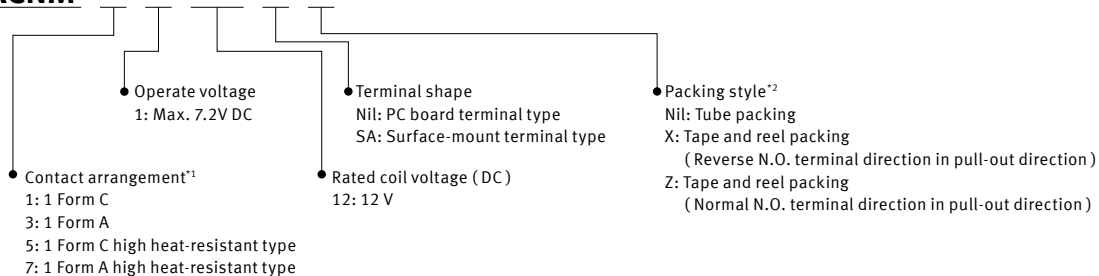 Operate voltage
1: Max. 7.2V DC
Terminal shape
Nil: PC board terminal type
SA: Surface-mount terminal type
Packing style*2
Nil: Tube packing
X: Tape and reel packing
( Reverse N.O. terminal direction in pull-out direction )
Z: Tape and reel packing
( Normal N.O. terminal direction in pull-out direction )
Contact arrangement*1
1: 1 Form C
3: 1 Form A
5: 1 Form C high heat-resistant type
7: 1 Form A high heat-resistant type
Rated coil voltage ( DC )
12: 12 V